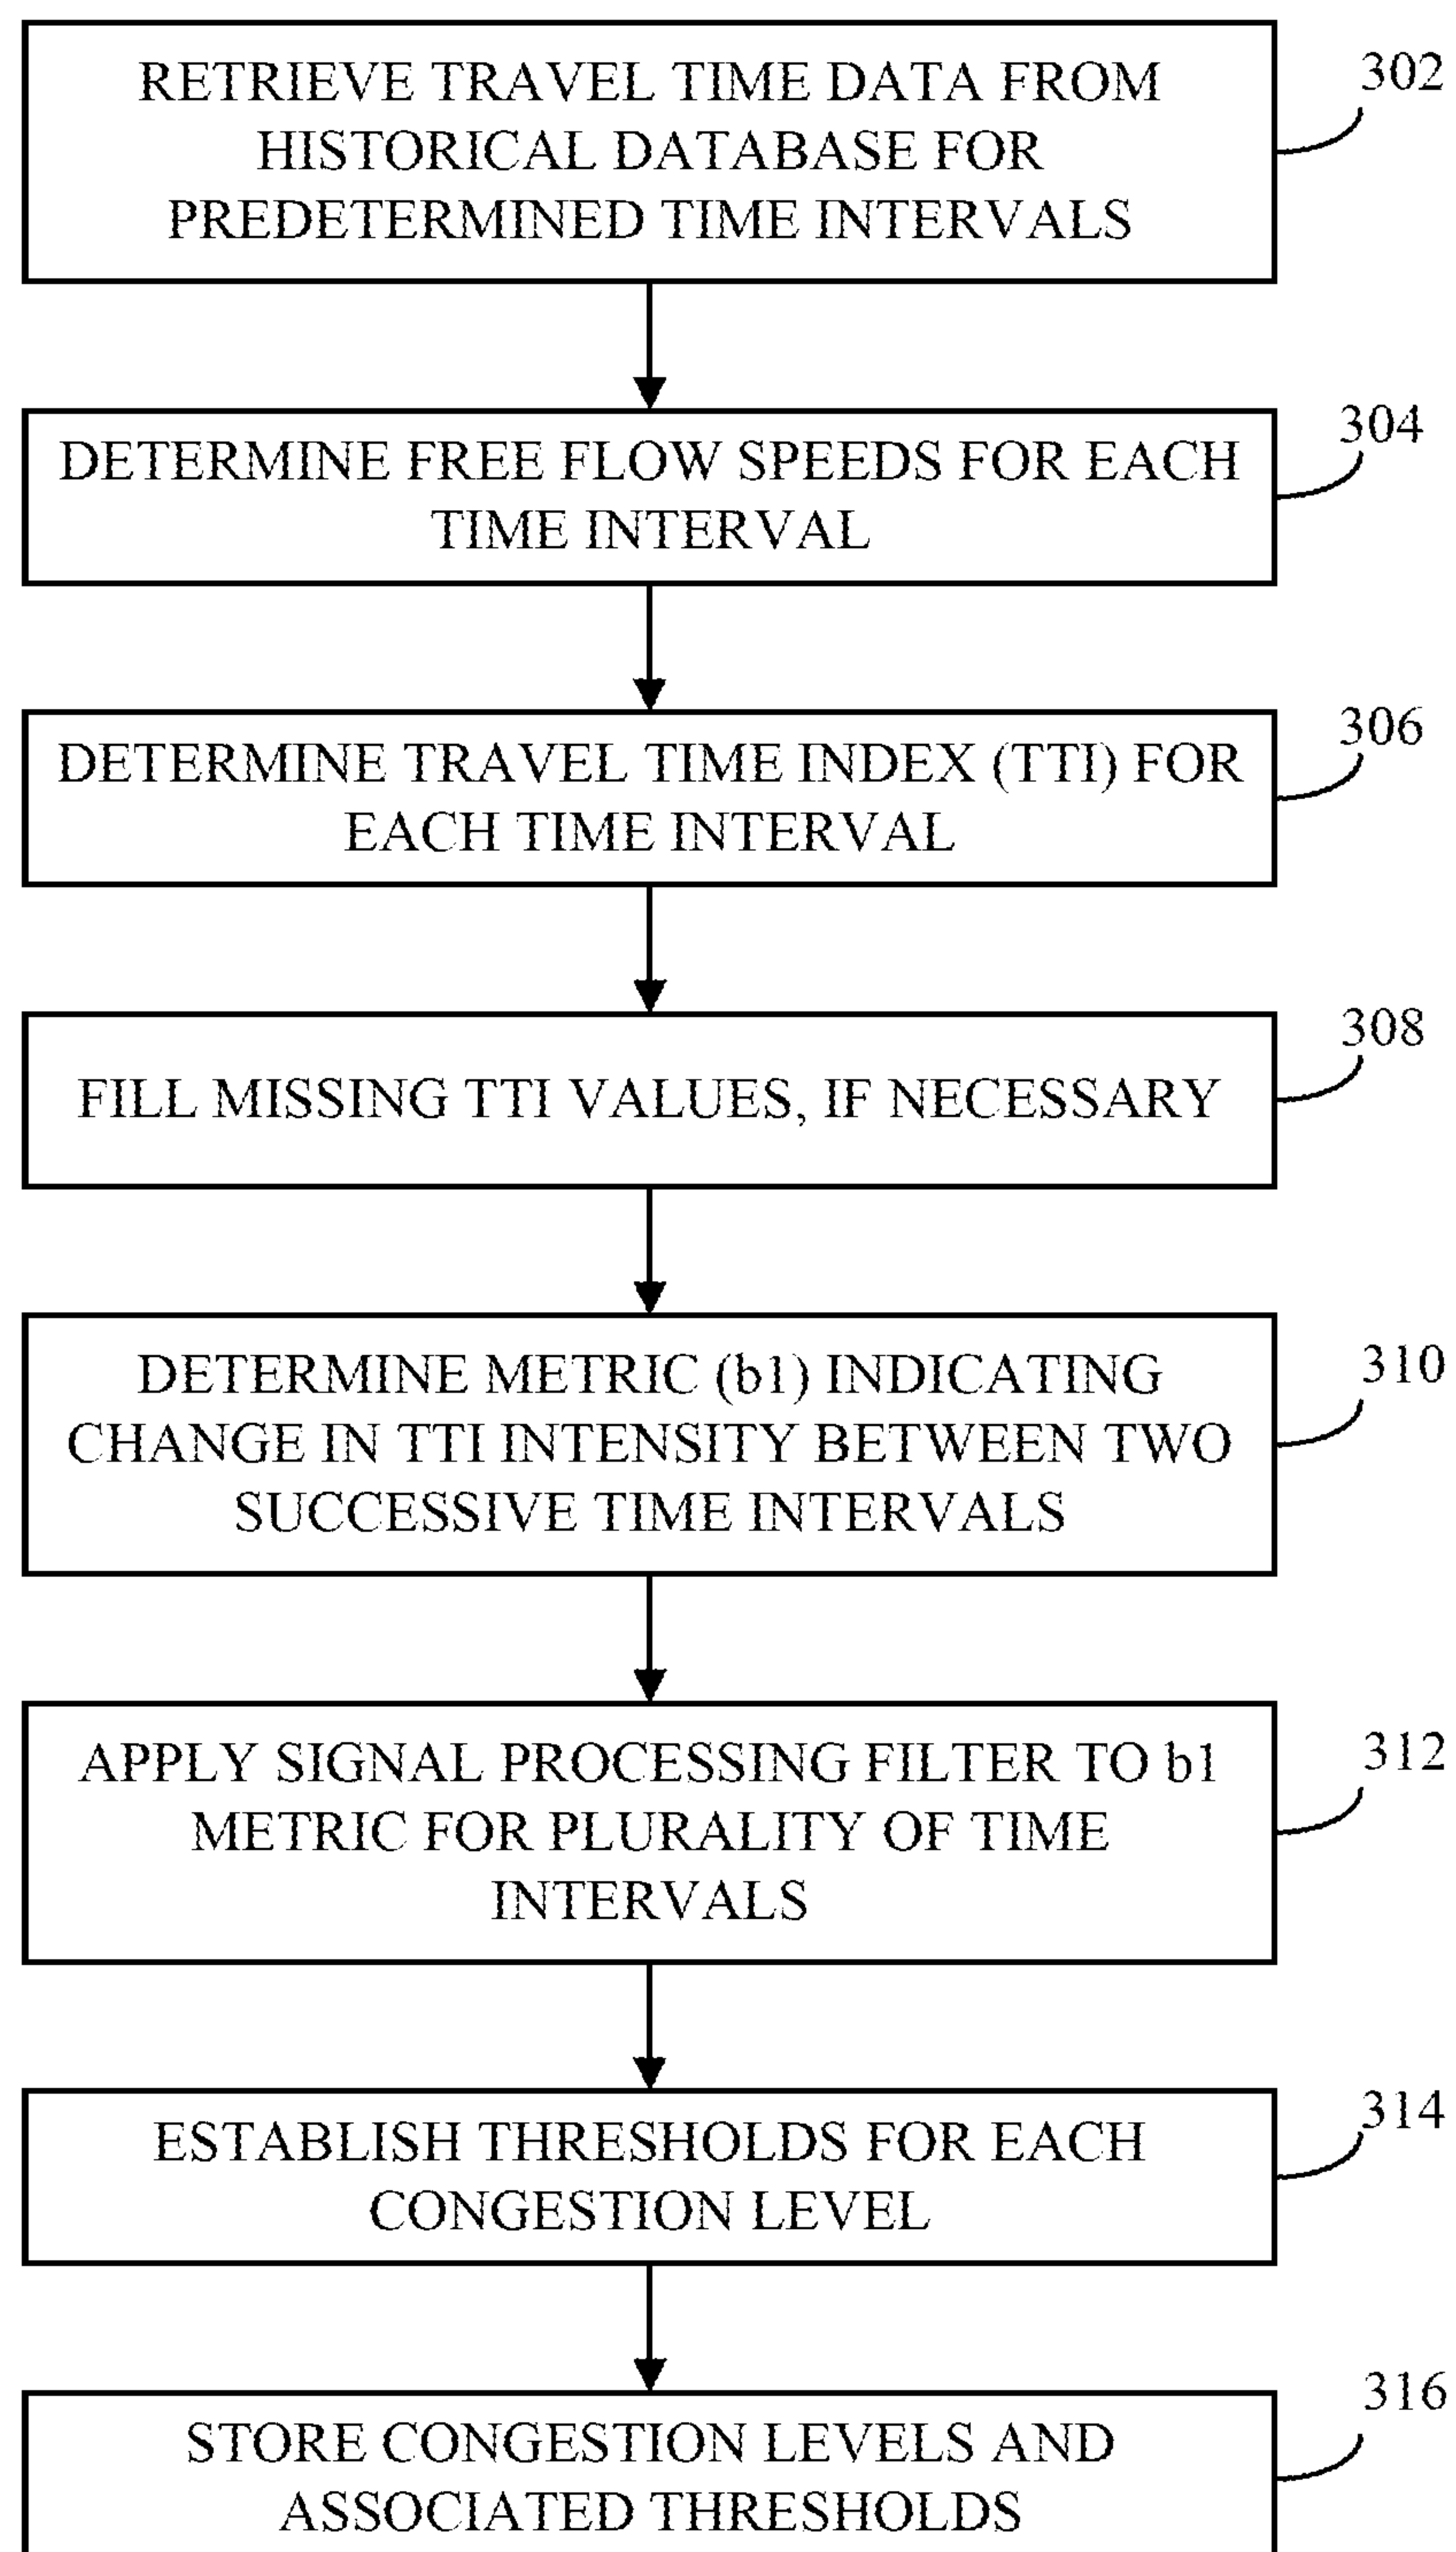 RETRIEVE TRAVEL TIME DATA FROM
HISTORICAL DATABASE FOR
PREDETERMINED TIME INTERVALS
302
DETERMINE FREE FLOW SPEEDS FOR EACH
TIME INTERVAL
304
DETERMINE TRAVEL TIME INDEX (TTI) FOR
EACH TIME INTERVAL
306
FILL MISSING TTI VALUES, IF NECESSARY
308
DETERMINE METRIC (b1) INDICATING
CHANGE IN TTI INTENSITY BETWEEN TWO
SUCCESSIVE TIME INTERVALS
310
APPLY SIGNAL PROCESSING FILTER TO b1
METRIC FOR PLURALITY OF TIME
INTERVALS
312
ESTABLISH THRESHOLDS FOR EACH
CONGESTION LEVEL
314
STORE CONGESTION LEVELS AND
ASSOCIATED THRESHOLDS
316